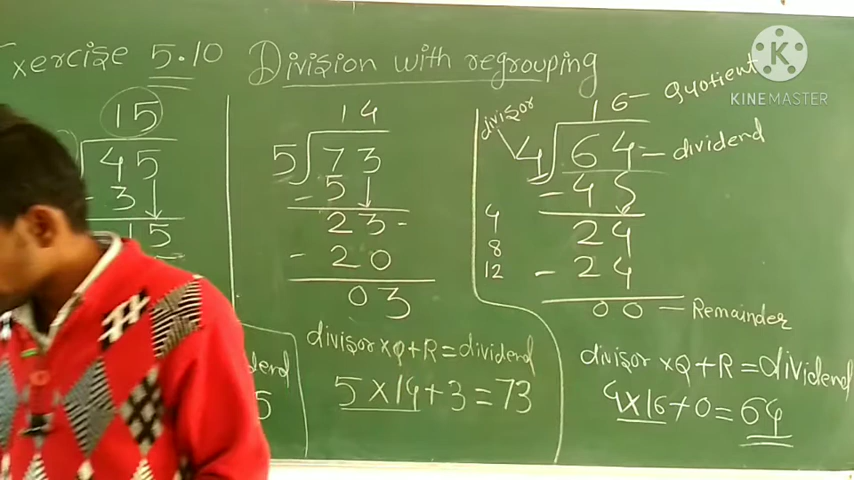 Exercise 5.10 Division with regrouping
15
45
- 3
15
dend
5
14
5 73
- 5
23 -
- 20
03
divisor x Q + R = dividend
5 x 14 + 3 = 73
16 - quotient
divisor
4 64 - dividend
- 4
24
4
8
12
- 24
00 - Remainder
divisor x Q + R = dividend
4 x 16 + 0 = 64
K
KINEMASTER